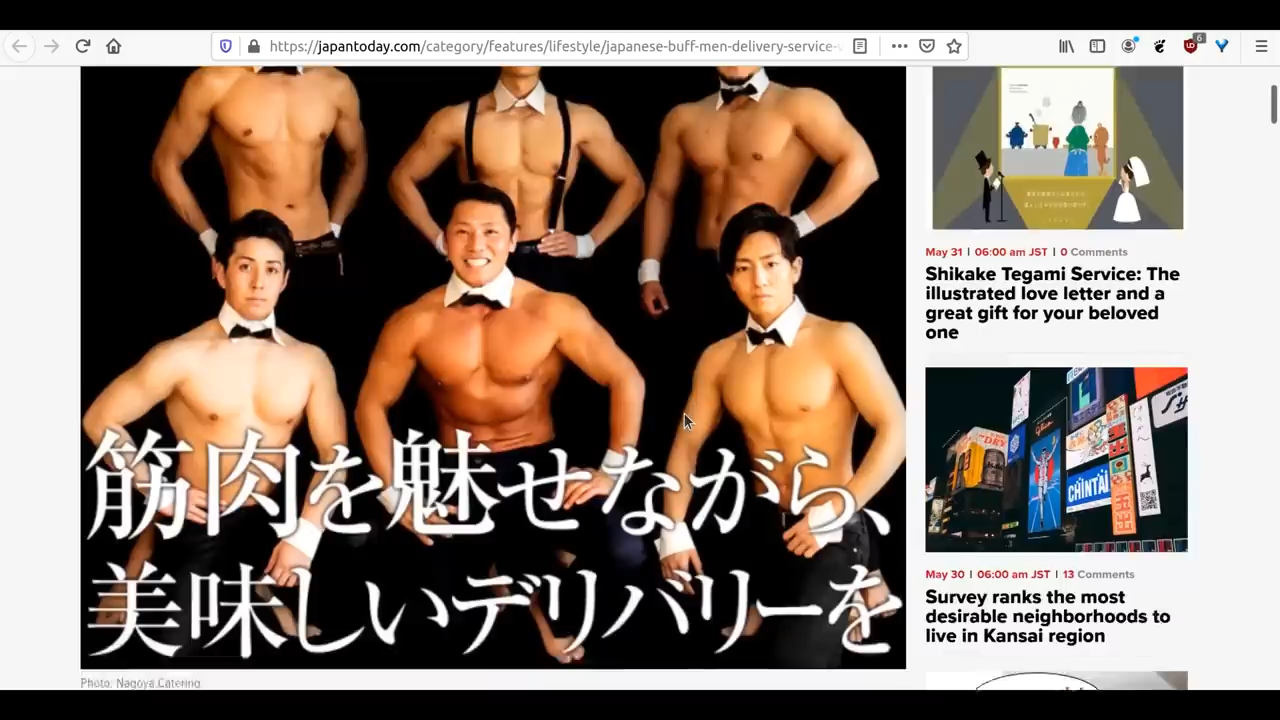 https://japantoday.com/category/features/lifestyle/japanese-buff-men-delivery-service-
6
筋肉を魅せながら、
美味しいデリバリーを
Photo: Nagoya Catering
May 31 | 06:00 am JST | 0 Comments
Shikake Tegami Service: The
illustrated love letter and a
great gift for your beloved
one
CHINTAI
May 30 | 06:00 am JST | 13 Comments
Survey ranks the most
desirable neighborhoods to
live in Kansai region